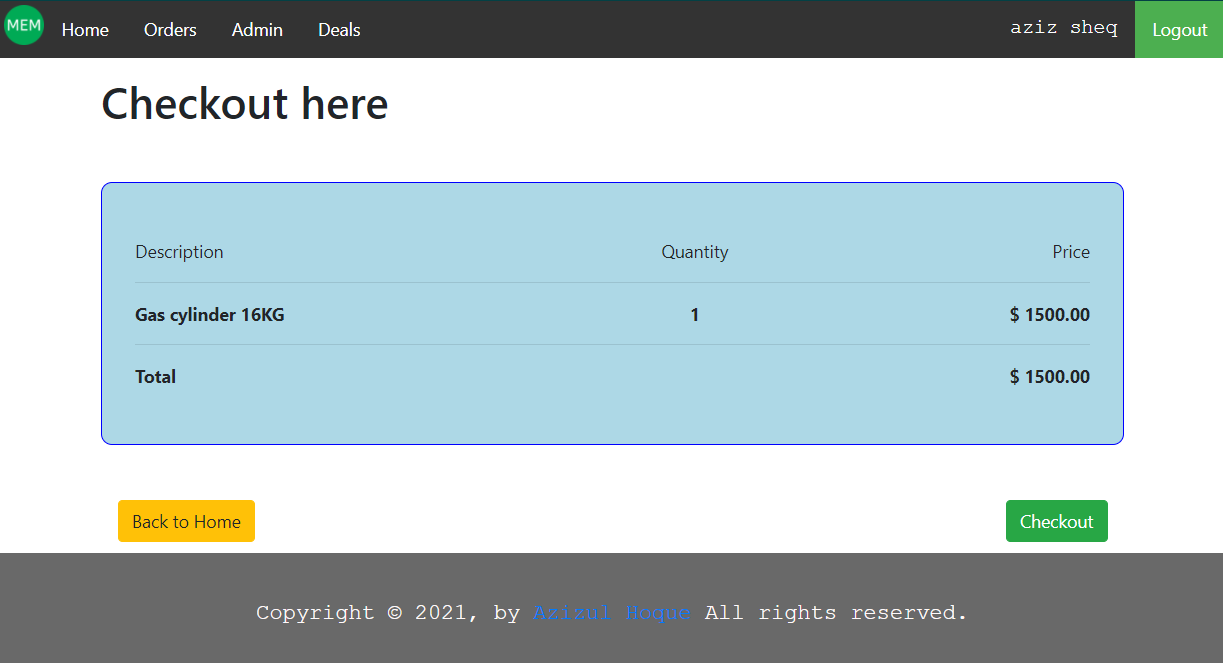 MEM Home Orders Admin Deals aziz sheq Logout
Checkout here
Description Quantity Price
Gas cylinder 16KG 1 $ 1500.00
Total $ 1500.00
Back to Home Checkout
Copyright © 2021, by Azizul Hoque All rights reserved.